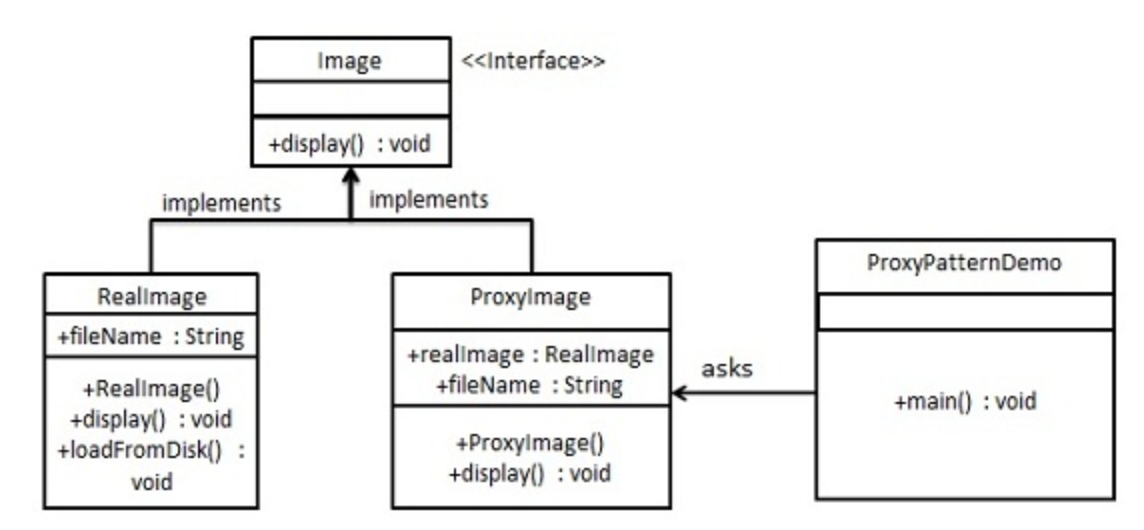 Image
<<Interface>>
+display() : void
implements
implements
RealImage
+fileName : String
+RealImage()
+display() : void
+loadFromDisk() :
void
ProxyImage
+realImage : RealImage
+fileName : String
+ProxyImage()
+display() : void
asks
ProxyPatternDemo
+main() : void